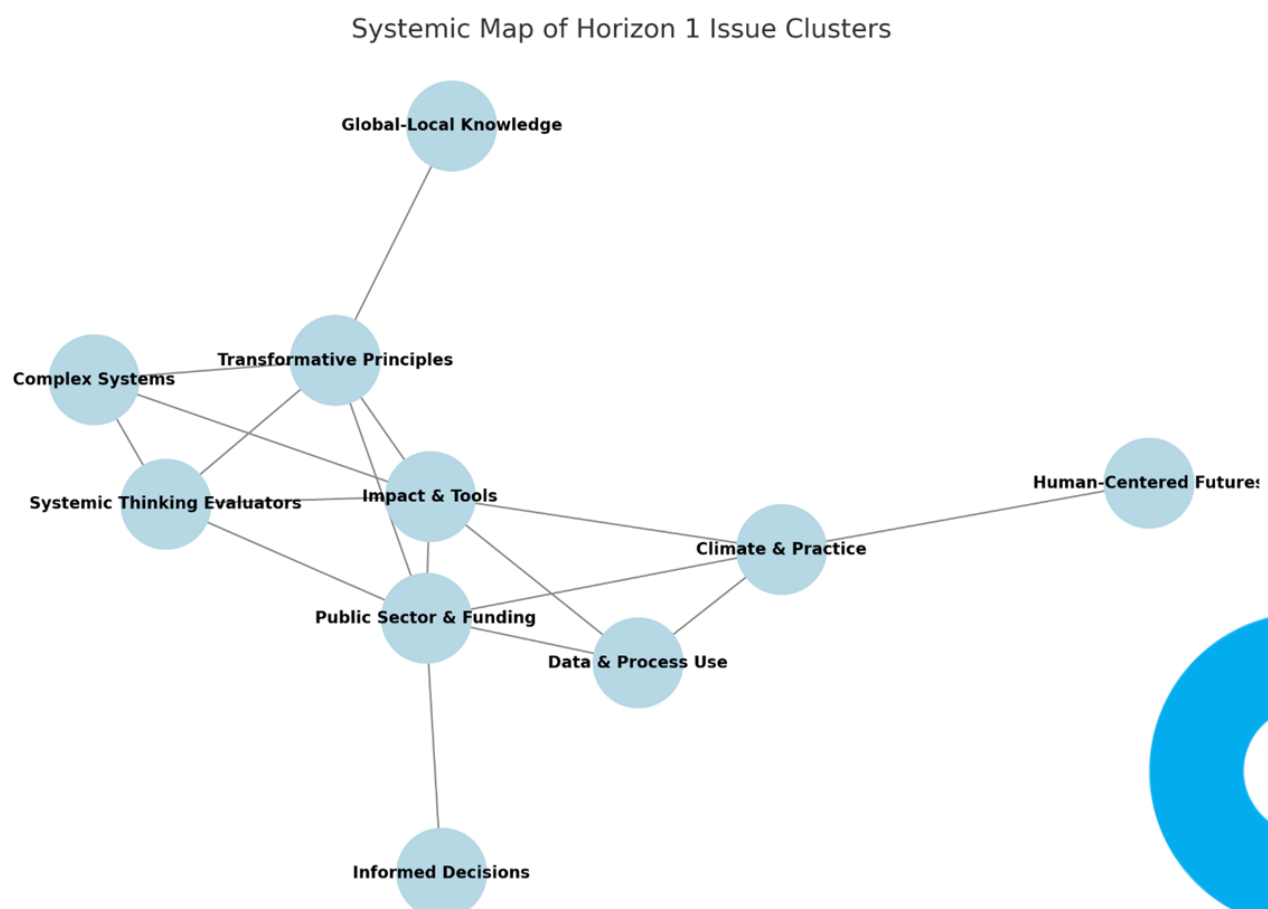 Systemic Map of Horizon 1 Issue Clusters
Global-Local Knowledge
Transformative Principles
Complex Systems
Human-Centered Futures
Impact & Tools
Systemic Thinking Evaluators
Climate & Practice
Public Sector & Funding
Data & Process Use
Informed Decisions